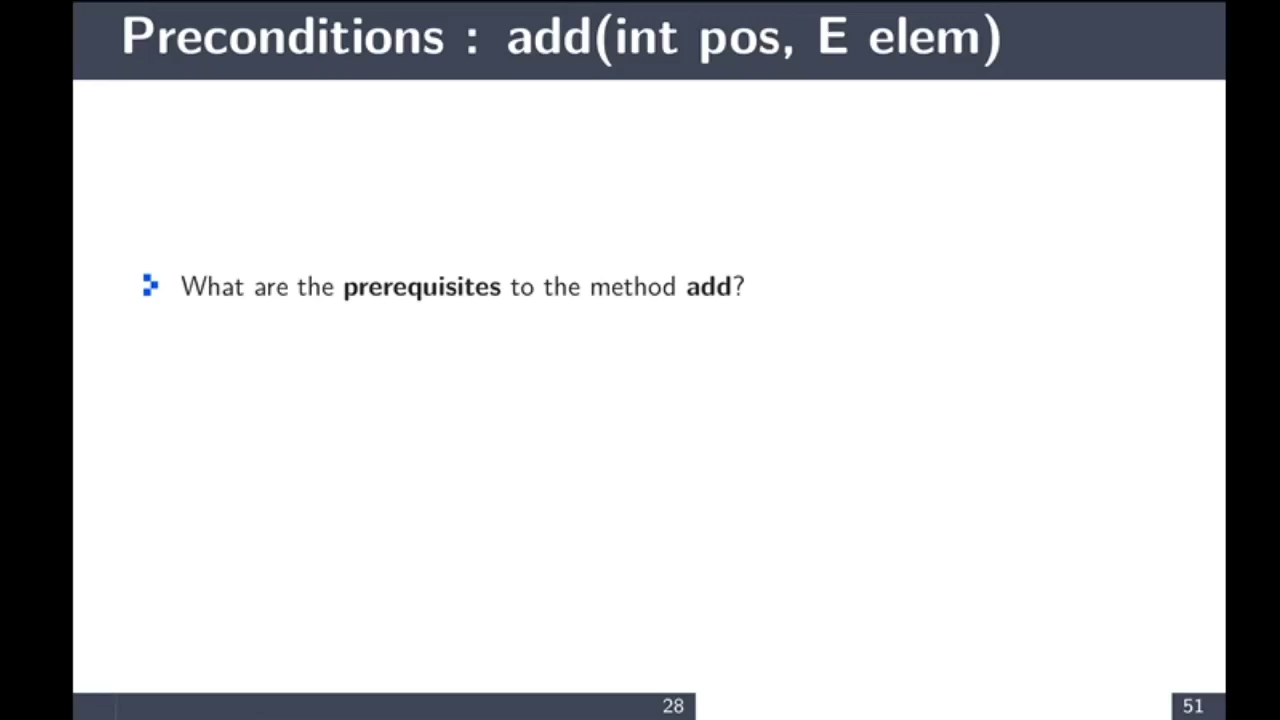 Preconditions : add(int pos, E elem)
What are the prerequisites to the method add?
28
51